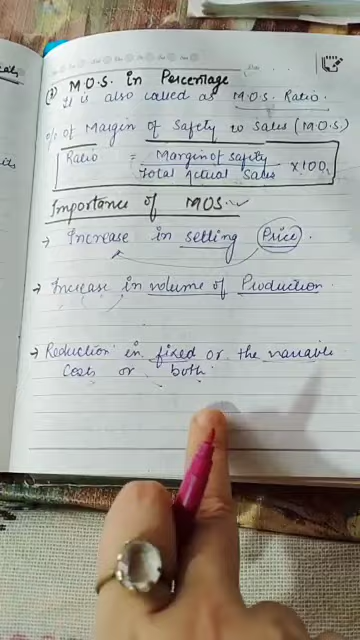 (2) M.O.S. In Percentage
It is also called as M.O.S. Ratio.
% of Margin of Safety to Sales (M.O.S)
Ratio = Margin of Safety / Total Actual Sales × 100
Importance of MOS
→ Increase in selling Price.
→ Increase in volume of Production.
→ Reduction in fixed or the variable
costs or both.